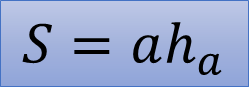 S = ah_a